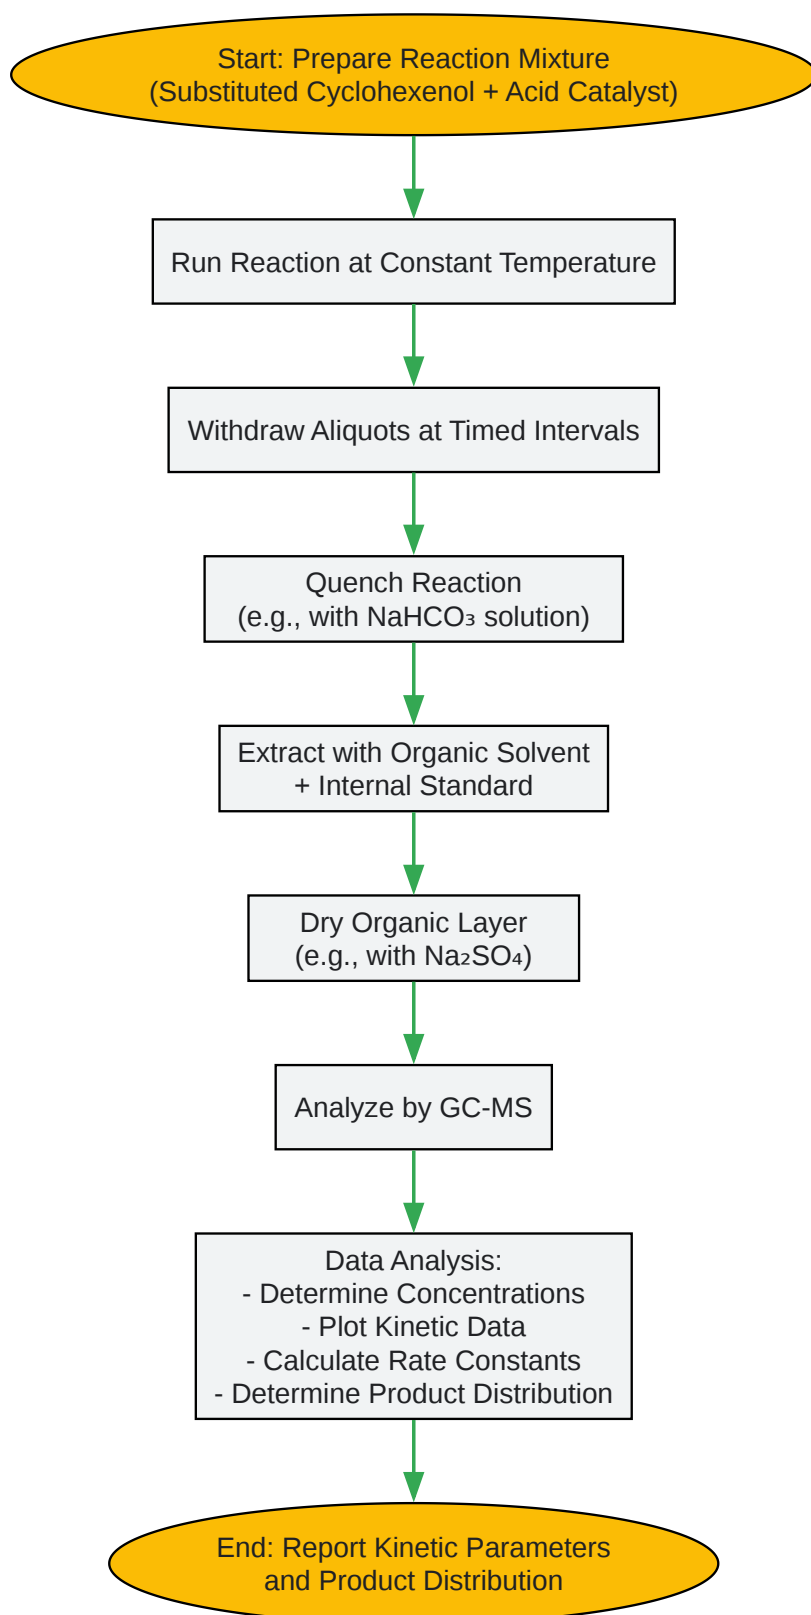 Start: Prepare Reaction Mixture
(Substituted Cyclohexenol + Acid Catalyst)
Run Reaction at Constant Temperature
Withdraw Aliquots at Timed Intervals
Quench Reaction
(e.g., with NaHCO₃ solution)
Extract with Organic Solvent
+ Internal Standard
Dry Organic Layer
(e.g., with Na₂SO₄)
Analyze by GC-MS
Data Analysis:
- Determine Concentrations
- Plot Kinetic Data
- Calculate Rate Constants
- Determine Product Distribution
End: Report Kinetic Parameters
and Product Distribution